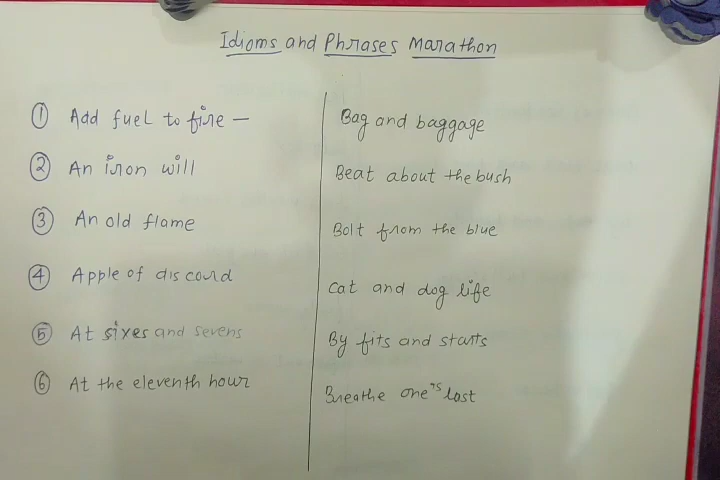 Idioms and Phrases Marathon
① Add fuel to fire —
② An iron will
③ An old flame
④ Apple of discord
⑤ At sixes and sevens
⑥ At the eleventh hour
Bag and baggage
Beat about the bush
Bolt from the blue
Cat and dog life
By fits and starts
Breathe one's last